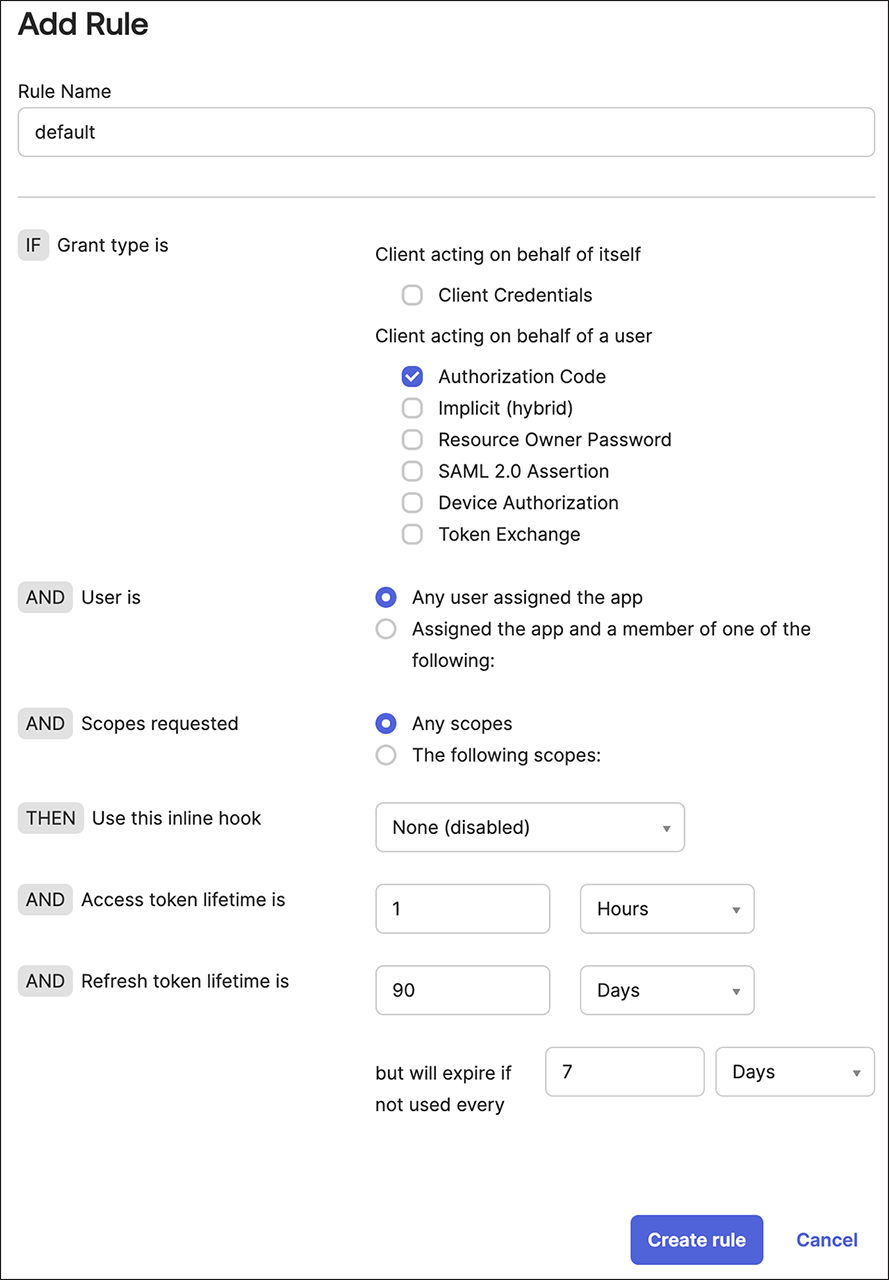 Add Rule
Rule Name
default
IF Grant type is
Client acting on behalf of itself
Client Credentials
Client acting on behalf of a user
Authorization Code
Implicit (hybrid)
Resource Owner Password
SAML 2.0 Assertion
Device Authorization
Token Exchange
AND User is
Any user assigned the app
Assigned the app and a member of one of the
following:
AND Scopes requested
Any scopes
The following scopes:
THEN Use this inline hook
None (disabled)
AND Access token lifetime is
1 Hours
AND Refresh token lifetime is
90 Days
but will expire if 7 Days
not used every
Create rule Cancel